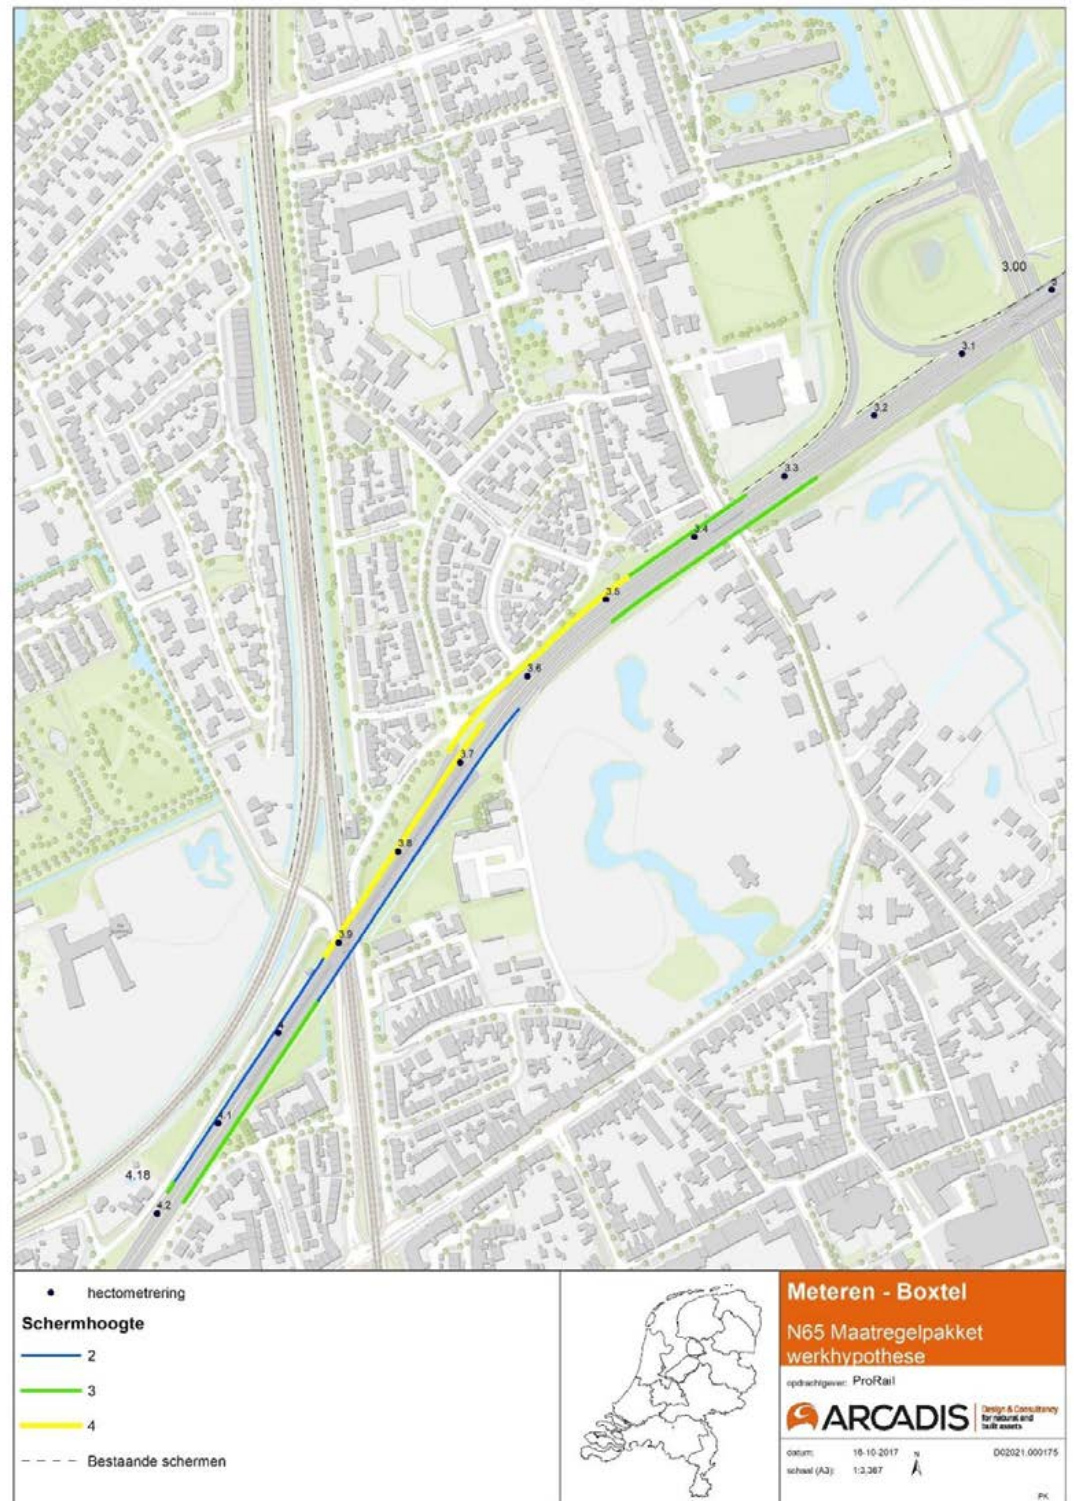 3.00
3
3.1
3.2
3.3
3.4
3.5
3.6
3.7
3.8
3.9
4
4.1
4.18
4.2
hectometrering
Schermhoogte
2
3
4
Bestaande schermen
Meteren - Boxtel
N65 Maatregelpakket
werkhypothese
opdrachtgever: ProRail
ARCADIS
Design & Consultancy
for natural and
built assets
datum: 16-10-2017 N D02021.000175
schaal (A3): 1:3.367
PK